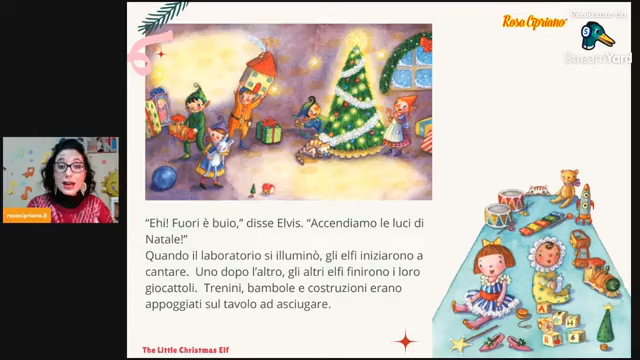 Rosa Cipriano
StreamYard
rosacipriano.it
“Ehi! Fuori è buio,” disse Elvis. “Accendiamo le luci di
Natale!”
Quando il laboratorio si illuminò, gli elfi iniziarono a
cantare. Uno dopo l’altro, gli altri elfi finirono i loro
giocattoli. Trenini, bambole e costruzioni erano
appoggiati sul tavolo ad asciugare.
The Little Christmas Elf